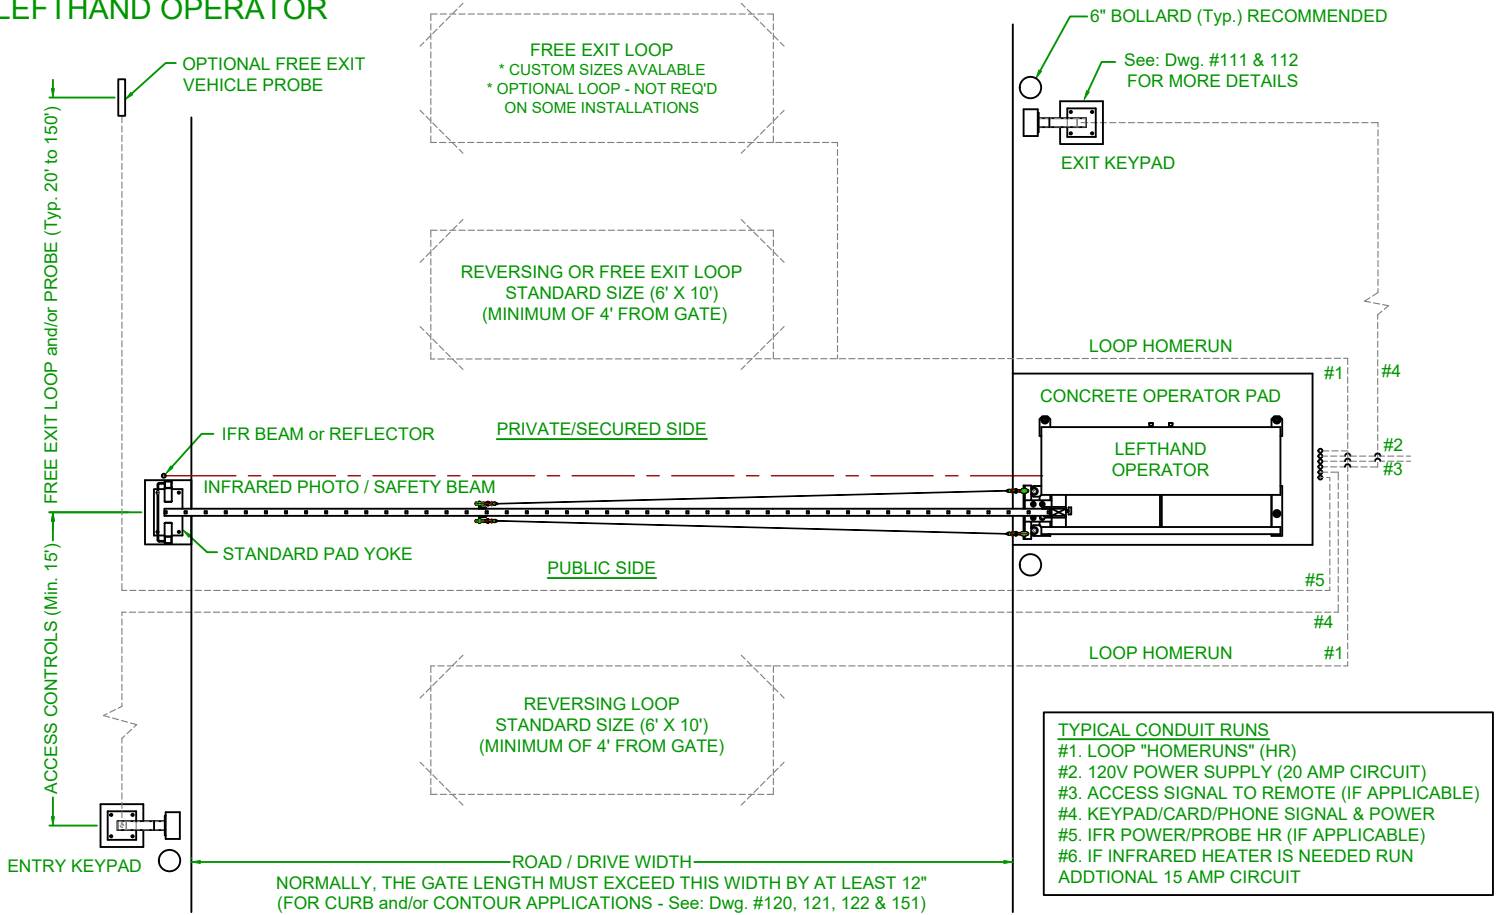 LEFTHAND OPERATOR
6" BOLLARD (Typ.) RECOMMENDED
OPTIONAL FREE EXIT
VEHICLE PROBE
FREE EXIT LOOP
* CUSTOM SIZES AVALABLE
* OPTIONAL LOOP - NOT REQ'D
ON SOME INSTALLATIONS
See: Dwg. #111 & 112
FOR MORE DETAILS
EXIT KEYPAD
FREE EXIT LOOP and/or PROBE (Typ. 20' to 150')
REVERSING OR FREE EXIT LOOP
STANDARD SIZE (6' X 10')
(MINIMUM OF 4' FROM GATE)
LOOP HOMERUN
#1
#4
CONCRETE OPERATOR PAD
IFR BEAM or REFLECTOR
PRIVATE/SECURED SIDE
LEFTHAND
OPERATOR
#2
#3
INFRARED PHOTO / SAFETY BEAM
STANDARD PAD YOKE
PUBLIC SIDE
#5
#4
ACCESS CONTROLS (Min. 15')
LOOP HOMERUN
#1
REVERSING LOOP
STANDARD SIZE (6' X 10')
(MINIMUM OF 4' FROM GATE)
TYPICAL CONDUIT RUNS
#1. LOOP "HOMERUNS" (HR)
#2. 120V POWER SUPPLY (20 AMP CIRCUIT)
#3. ACCESS SIGNAL TO REMOTE (IF APPLICABLE)
#4. KEYPAD/CARD/PHONE SIGNAL & POWER
#5. IFR POWER/PROBE HR (IF APPLICABLE)
#6. IF INFRARED HEATER IS NEEDED RUN
ADDTIONAL 15 AMP CIRCUIT
ENTRY KEYPAD
ROAD / DRIVE WIDTH
NORMALLY, THE GATE LENGTH MUST EXCEED THIS WIDTH BY AT LEAST 12"
(FOR CURB and/or CONTOUR APPLICATIONS - See: Dwg. #120, 121, 122 & 151)